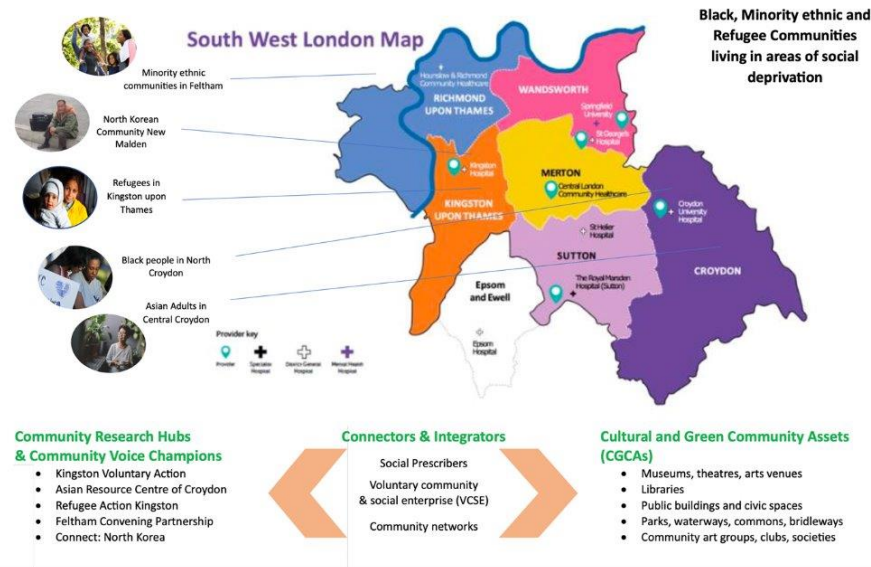 South West London Map
Black, Minority ethnic and
Refugee Communities
living in areas of social
deprivation
Minority ethnic
communities in Feltham
North Korean
Community New
Malden
Refugees in
Kingston upon
Thames
Black people in North
Croydon
Asian Adults in
Central Croydon
Hounslow & Richmond
Community Healthcare
RICHMOND
UPON THAMES
WANDSWORTH
Springfield
University
St George's
Hospital
Kingston
Hospital
MERTON
Central London
Community Healthcare
KINGSTON
UPON THAMES
Croydon
University
Hospital
St Helier
Hospital
SUTTON
CROYDON
The Royal Marsden
Hospital (Sutton)
Epsom
and Ewell
Epsom
Hospital
Provider key
Provider
Specialist
Hospital
District General
Hospital
Mental Health
Hospital
Community Research Hubs
& Community Voice Champions
• Kingston Voluntary Action
• Asian Resource Centre of Croydon
• Refugee Action Kingston
• Feltham Convening Partnership
• Connect: North Korea
Connectors & Integrators
Social Prescribers
Voluntary community
& social enterprise (VCSE)
Community networks
Cultural and Green Community Assets
(CGCAs)
• Museums, theatres, arts venues
• Libraries
• Public buildings and civic spaces
• Parks, waterways, commons, bridleways
• Community art groups, clubs, societies